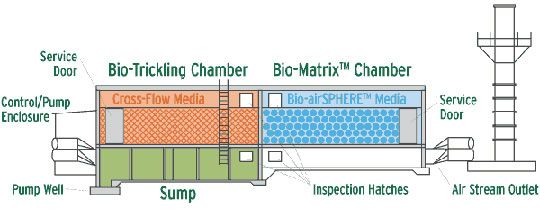 Service
Door
Bio-Trickling Chamber
Bio-Matrix™ Chamber
Control/Pump
Enclosure
Cross-Flow Media
Bio-airSPHERE™ Media
Service
Door
Pump Well
Sump
Inspection Hatches
Air Stream Outlet